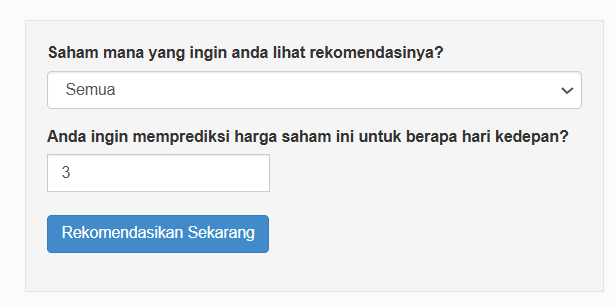 Saham mana yang ingin anda lihat rekomendasinya?
Semua
Anda ingin memprediksi harga saham ini untuk berapa hari kedepan?
3
Rekomendasikan Sekarang